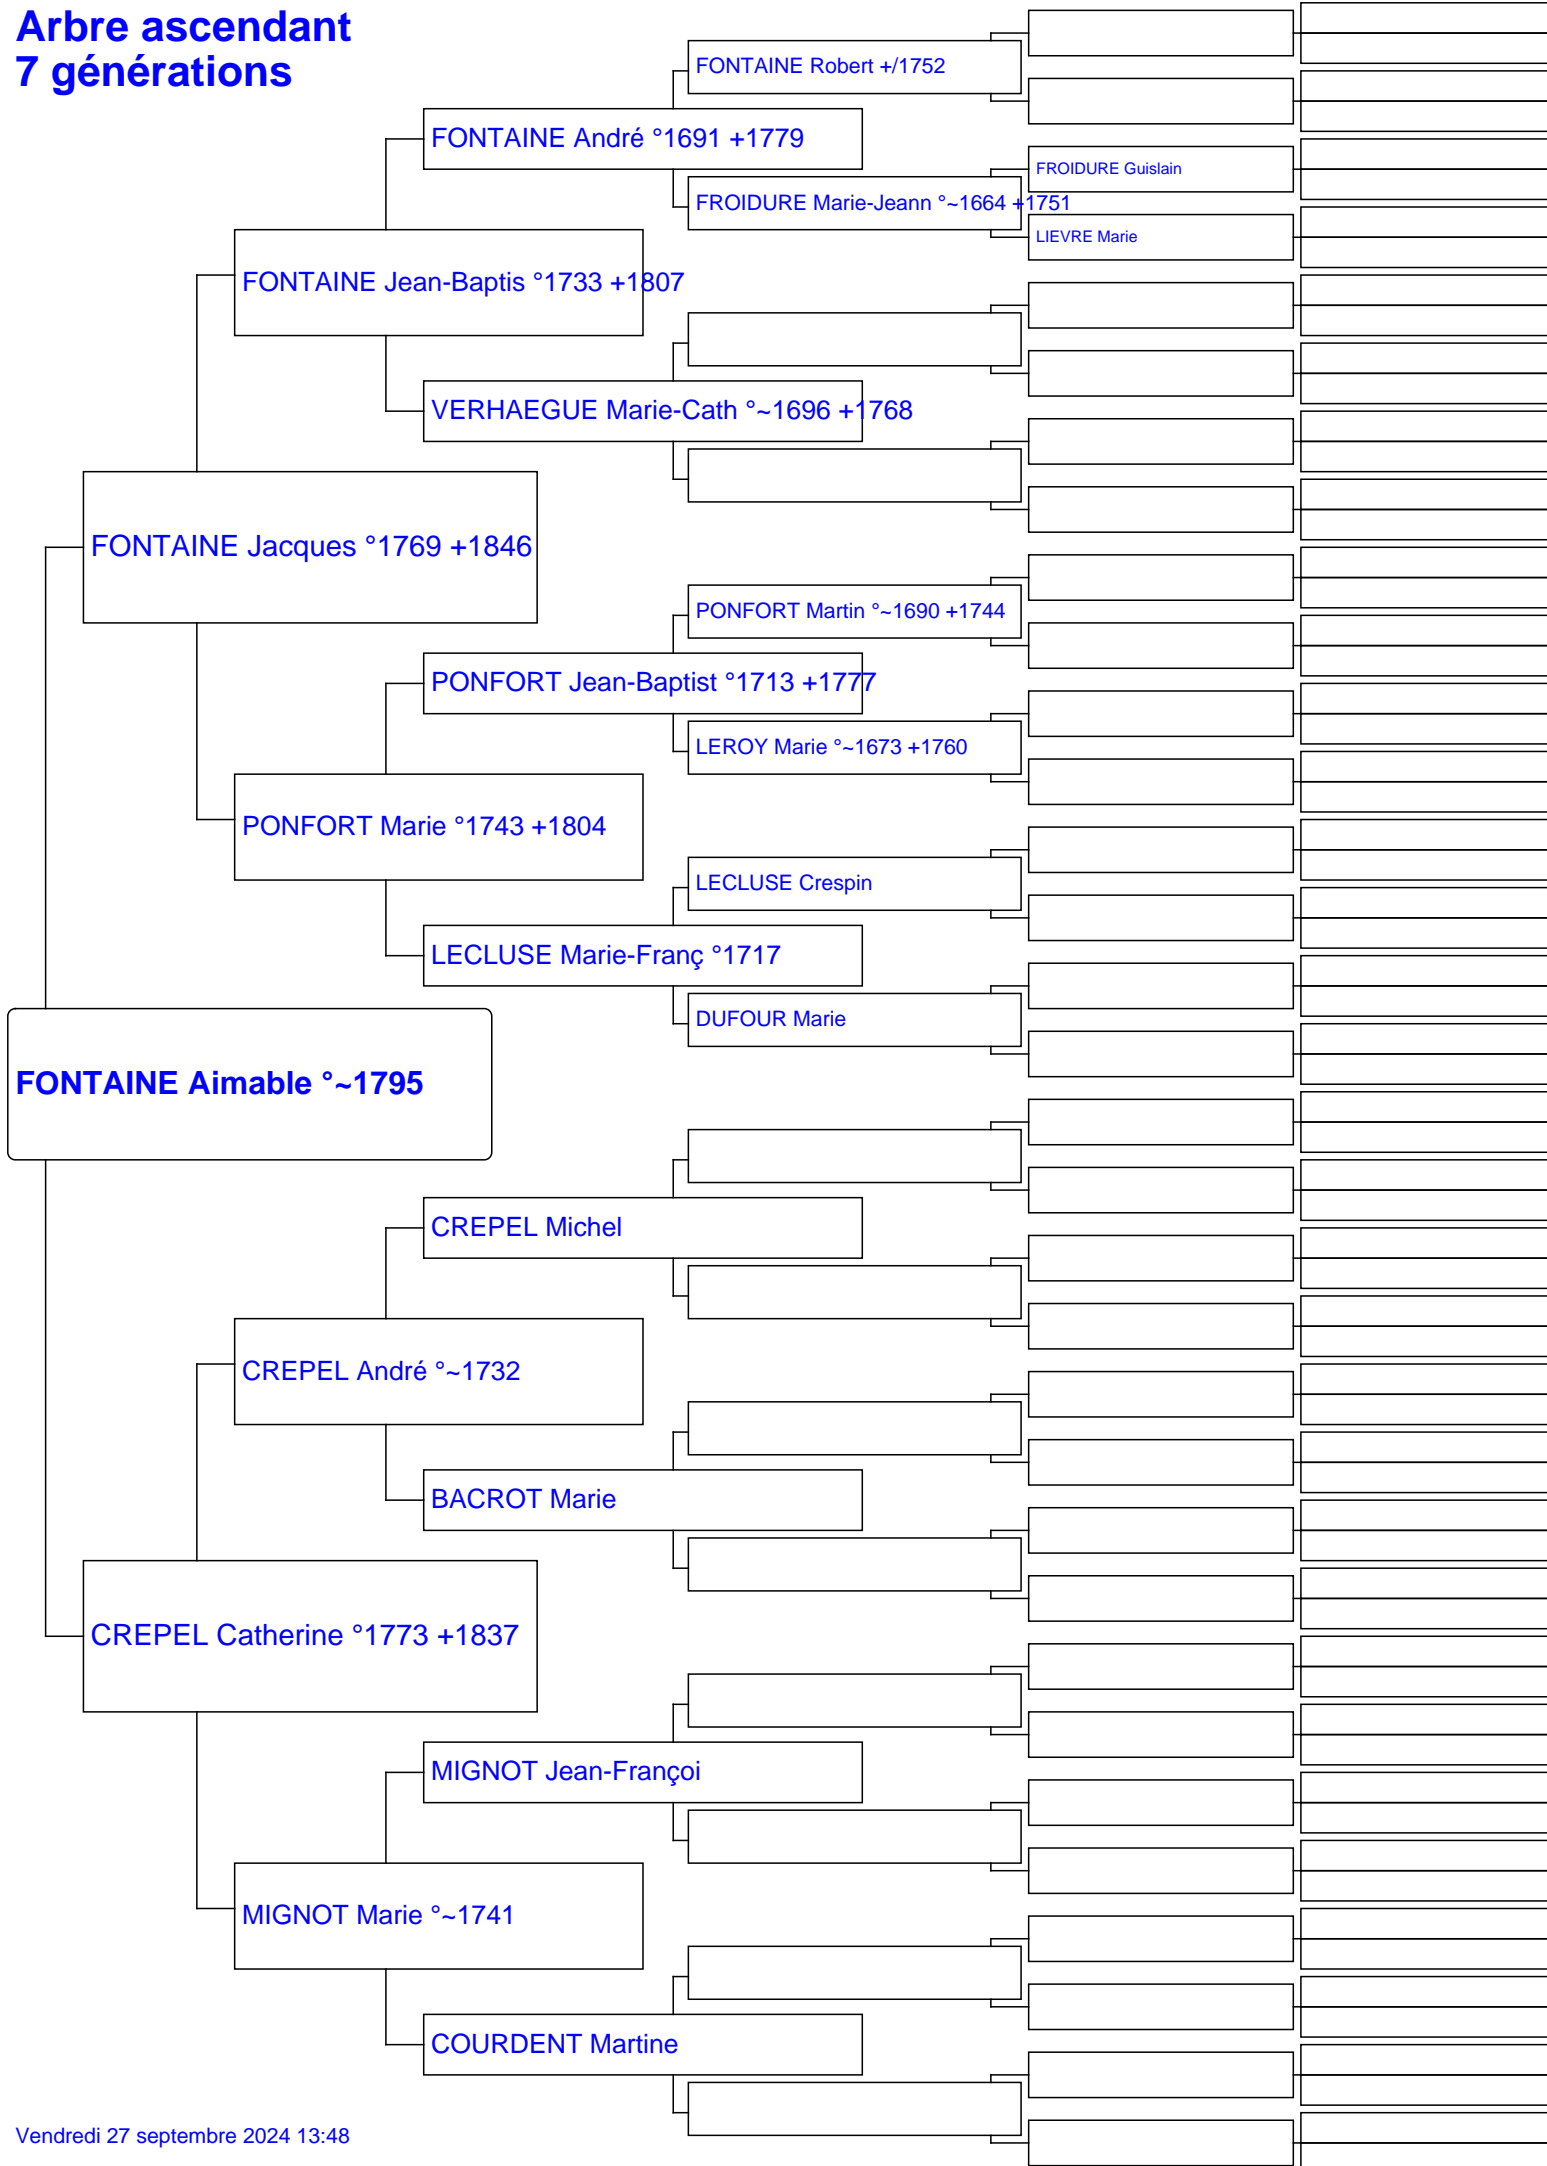 Arbre ascendant
7 générations
FONTAINE Robert +/1752
FONTAINE André °1691 +1779
FROIDURE Guislain
FROIDURE Marie-Jeann °~1664 +1751
LIEVRE Marie
FONTAINE Jean-Baptis °1733 +1807
VERHAEGUE Marie-Cath °~1696 +1768
FONTAINE Jacques °1769 +1846
PONFORT Martin °~1690 +1744
PONFORT Jean-Baptist °1713 +1777
LEROY Marie °~1673 +1760
PONFORT Marie °1743 +1804
LECLUSE Crespin
LECLUSE Marie-Franç °1717
DUFOUR Marie
FONTAINE Aimable °~1795
CREPEL Michel
CREPEL André °~1732
BACROT Marie
CREPEL Catherine °1773 +1837
MIGNOT Jean-Françoi
MIGNOT Marie °~1741
COURDENT Martine
Vendredi 27 septembre 2024 13:48